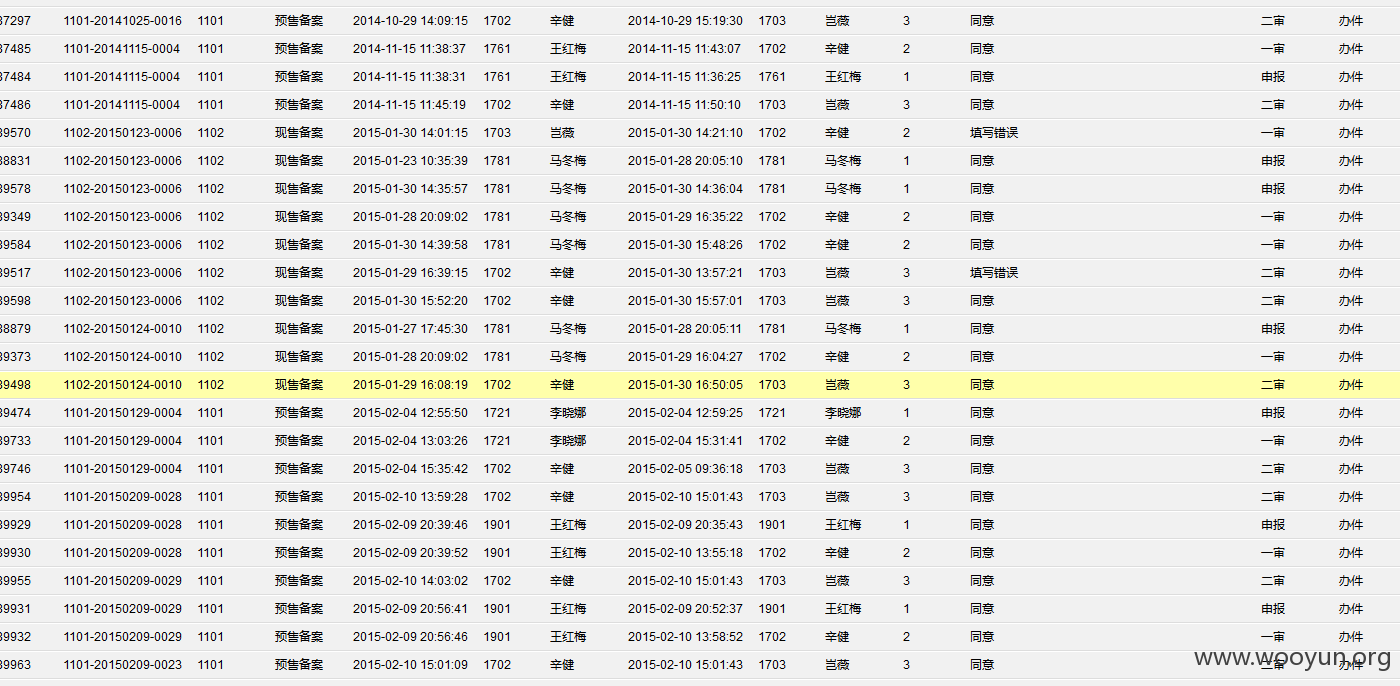 37297 1101-20141025-0016 1101 预售备案 2014-10-29 14:09:15 1702 辛健 2014-10-29 15:19:30 1703 岂薇 3 同意 二审 办件
37485 1101-20141115-0004 1101 预售备案 2014-11-15 11:38:37 1761 王红梅 2014-11-15 11:43:07 1702 辛健 2 同意 一审 办件
37484 1101-20141115-0004 1101 预售备案 2014-11-15 11:38:31 1761 王红梅 2014-11-15 11:36:25 1761 王红梅 1 同意 申报 办件
37486 1101-20141115-0004 1101 预售备案 2014-11-15 11:45:19 1702 辛健 2014-11-15 11:50:10 1703 岂薇 3 同意 二审 办件
39570 1102-20150123-0006 1102 现售备案 2015-01-30 14:01:15 1703 岂薇 2015-01-30 14:21:10 1702 辛健 2 填写错误 一审 办件
38831 1102-20150123-0006 1102 现售备案 2015-01-23 10:35:39 1781 马冬梅 2015-01-28 20:05:10 1781 马冬梅 1 同意 申报 办件
39578 1102-20150123-0006 1102 现售备案 2015-01-30 14:35:57 1781 马冬梅 2015-01-30 14:36:04 1781 马冬梅 1 同意 申报 办件
39349 1102-20150123-0006 1102 现售备案 2015-01-28 20:09:02 1781 马冬梅 2015-01-29 16:35:22 1702 辛健 2 同意 一审 办件
39584 1102-20150123-0006 1102 现售备案 2015-01-30 14:39:58 1781 马冬梅 2015-01-30 15:48:26 1702 辛健 2 同意 一审 办件
39517 1102-20150123-0006 1102 现售备案 2015-01-29 16:39:15 1702 辛健 2015-01-30 13:57:21 1703 岂薇 3 填写错误 二审 办件
39598 1102-20150123-0006 1102 现售备案 2015-01-30 15:52:20 1702 辛健 2015-01-30 15:57:01 1703 岂薇 3 同意 二审 办件
38879 1102-20150124-0010 1102 现售备案 2015-01-27 17:45:30 1781 马冬梅 2015-01-28 20:05:11 1781 马冬梅 1 同意 申报 办件
39373 1102-20150124-0010 1102 现售备案 2015-01-28 20:09:02 1781 马冬梅 2015-01-29 16:04:27 1702 辛健 2 同意 一审 办件
39498 1102-20150124-0010 1102 现售备案 2015-01-29 16:08:19 1702 辛健 2015-01-30 16:50:05 1703 岂薇 3 同意 二审 办件
39474 1101-20150129-0004 1101 预售备案 2015-02-04 12:55:50 1721 李晓娜 2015-02-04 12:59:25 1721 李晓娜 1 同意 申报 办件
39733 1101-20150129-0004 1101 预售备案 2015-02-04 13:03:26 1721 李晓娜 2015-02-04 15:31:41 1702 辛健 2 同意 一审 办件
39746 1101-20150129-0004 1101 预售备案 2015-02-04 15:35:42 1702 辛健 2015-02-05 09:36:18 1703 岂薇 3 同意 二审 办件
39954 1101-20150209-0028 1101 预售备案 2015-02-10 13:59:28 1702 辛健 2015-02-10 15:01:43 1703 岂薇 3 同意 二审 办件
39929 1101-20150209-0028 1101 预售备案 2015-02-09 20:39:46 1901 王红梅 2015-02-09 20:35:43 1901 王红梅 1 同意 申报 办件
39930 1101-20150209-0028 1101 预售备案 2015-02-09 20:39:52 1901 王红梅 2015-02-10 13:55:18 1702 辛健 2 同意 一审 办件
39955 1101-20150209-0029 1101 预售备案 2015-02-10 14:03:02 1702 辛健 2015-02-10 15:01:43 1703 岂薇 3 同意 二审 办件
39931 1101-20150209-0029 1101 预售备案 2015-02-09 20:56:41 1901 王红梅 2015-02-09 20:52:37 1901 王红梅 1 同意 申报 办件
39932 1101-20150209-0029 1101 预售备案 2015-02-09 20:56:46 1901 王红梅 2015-02-10 13:58:52 1702 辛健 2 同意 一审 办件
39963 1101-20150209-0023 1101 预售备案 2015-02-10 15:01:09 1702 辛健 2015-02-10 15:01:43 1703 岂薇 3 同意 二审 办件
www.wooyun.org